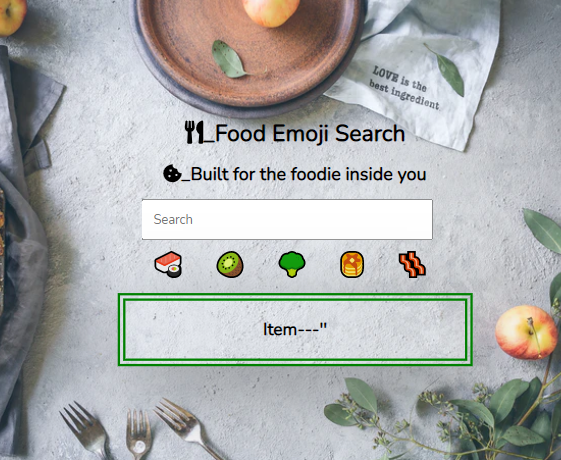 LOVE is the
best ingredient
_Food Emoji Search
_Built for the foodie inside you
Search
Item---"